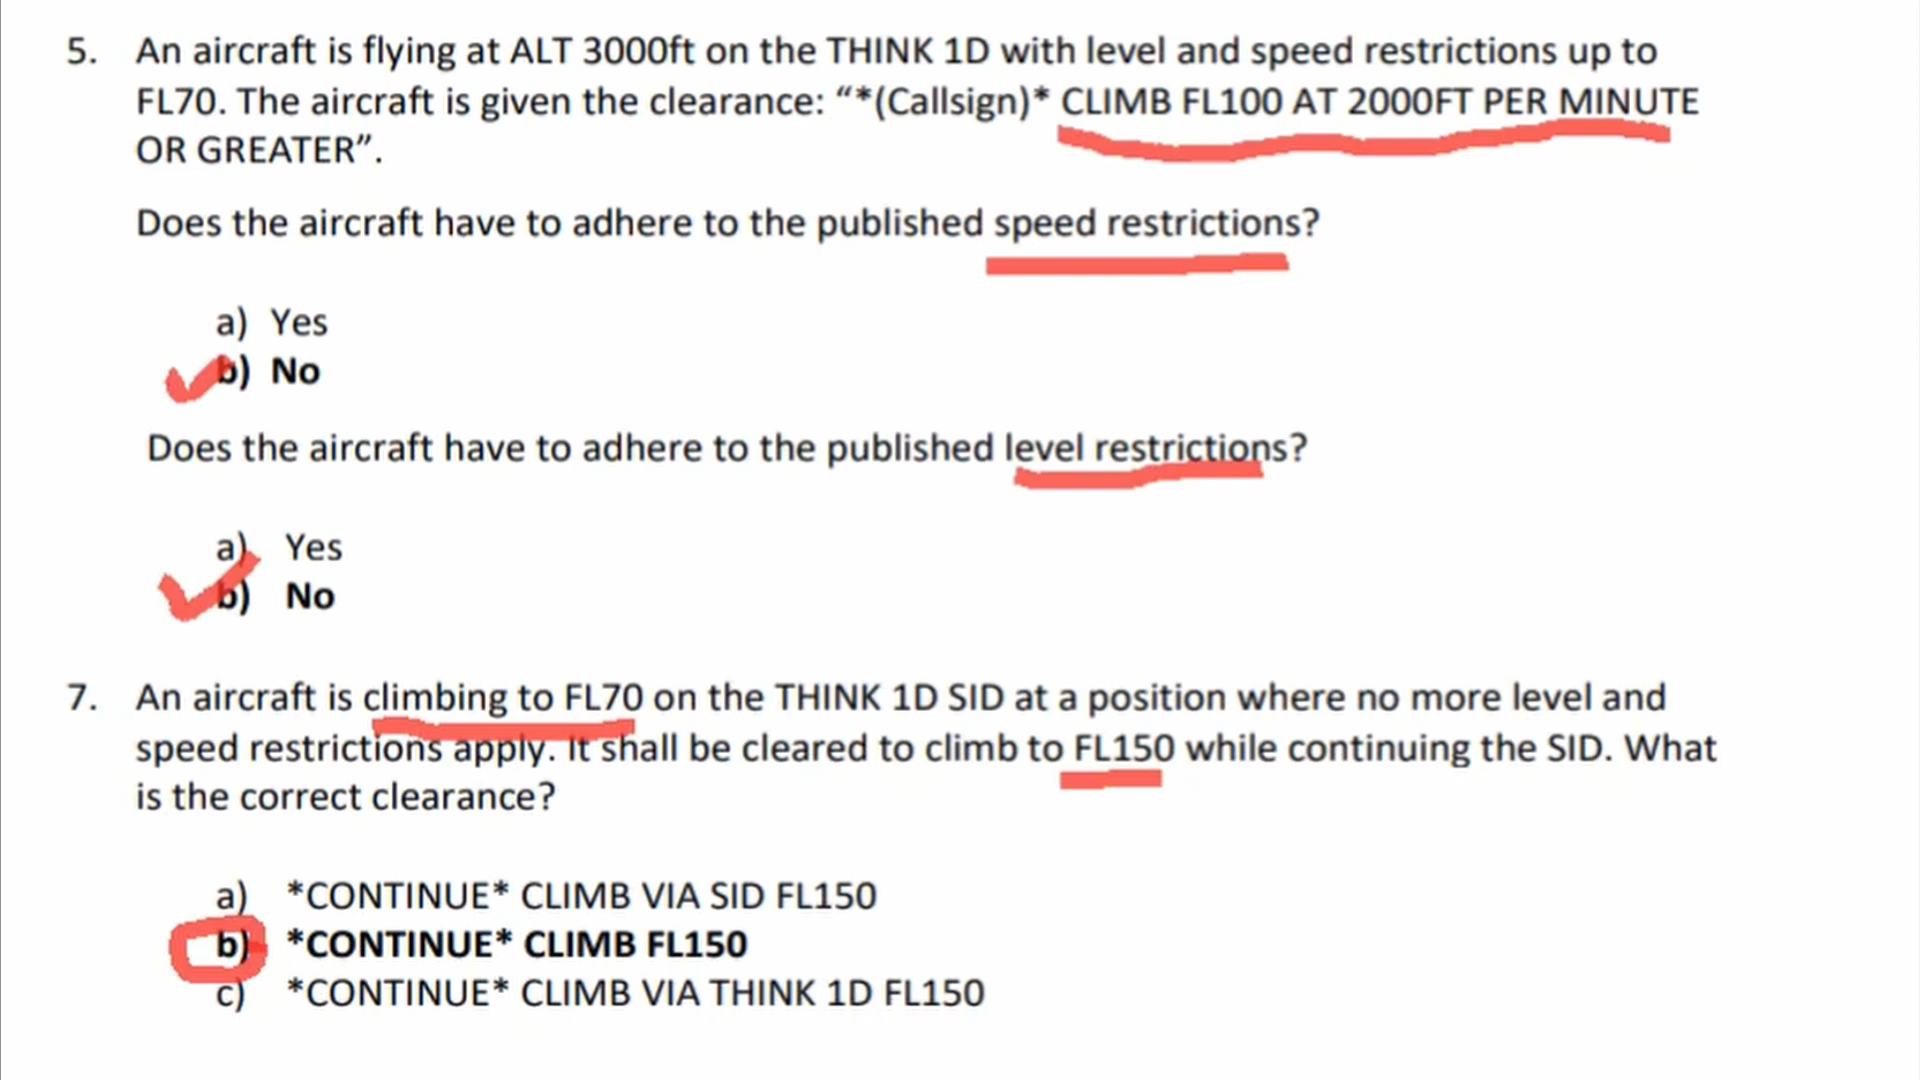 5. An aircraft is flying at ALT 3000ft on the THINK 1D with level and speed restrictions up to
FL70. The aircraft is given the clearance: “*(Callsign)* CLIMB FL100 AT 2000FT PER MINUTE
OR GREATER”.
Does the aircraft have to adhere to the published speed restrictions?
a) Yes
b) No
Does the aircraft have to adhere to the published level restrictions?
a) Yes
b) No
7. An aircraft is climbing to FL70 on the THINK 1D SID at a position where no more level and
speed restrictions apply. It shall be cleared to climb to FL150 while continuing the SID. What
is the correct clearance?
a) *CONTINUE* CLIMB VIA SID FL150
b) *CONTINUE* CLIMB FL150
c) *CONTINUE* CLIMB VIA THINK 1D FL150